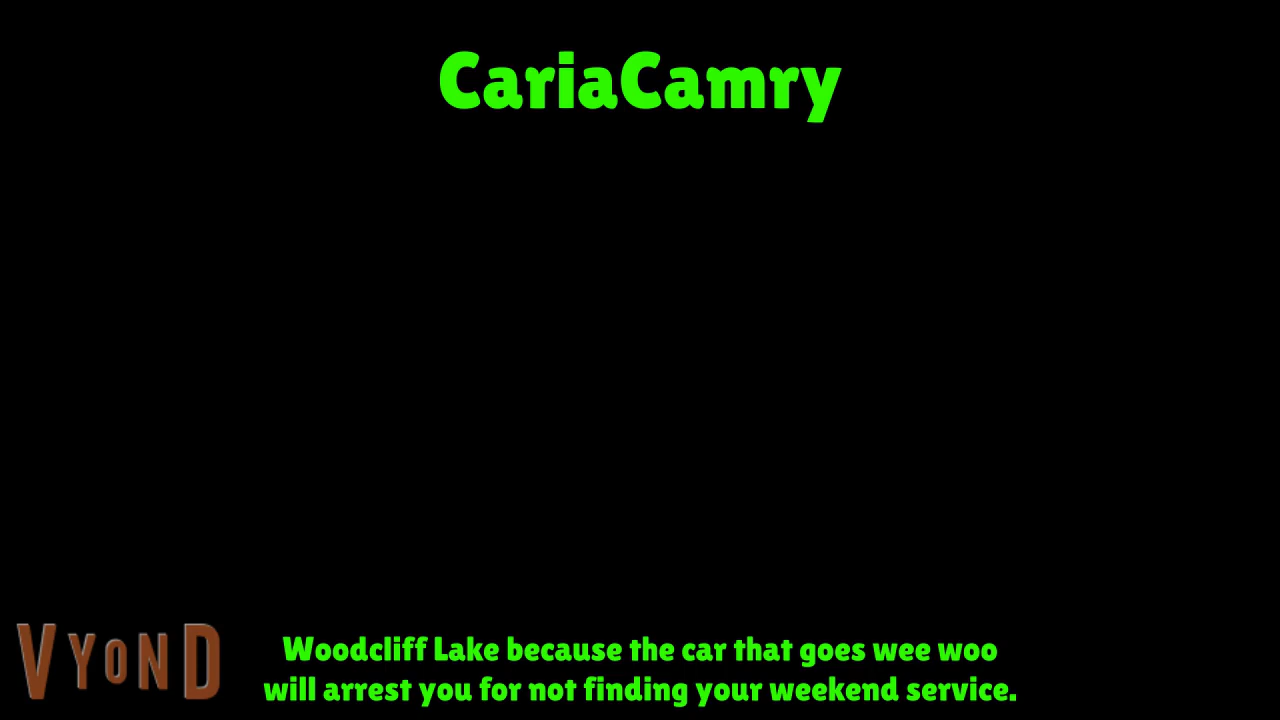 CariaCamry
Woodcliff Lake because the car that goes wee woo
will arrest you for not finding your weekend service.
VYOND